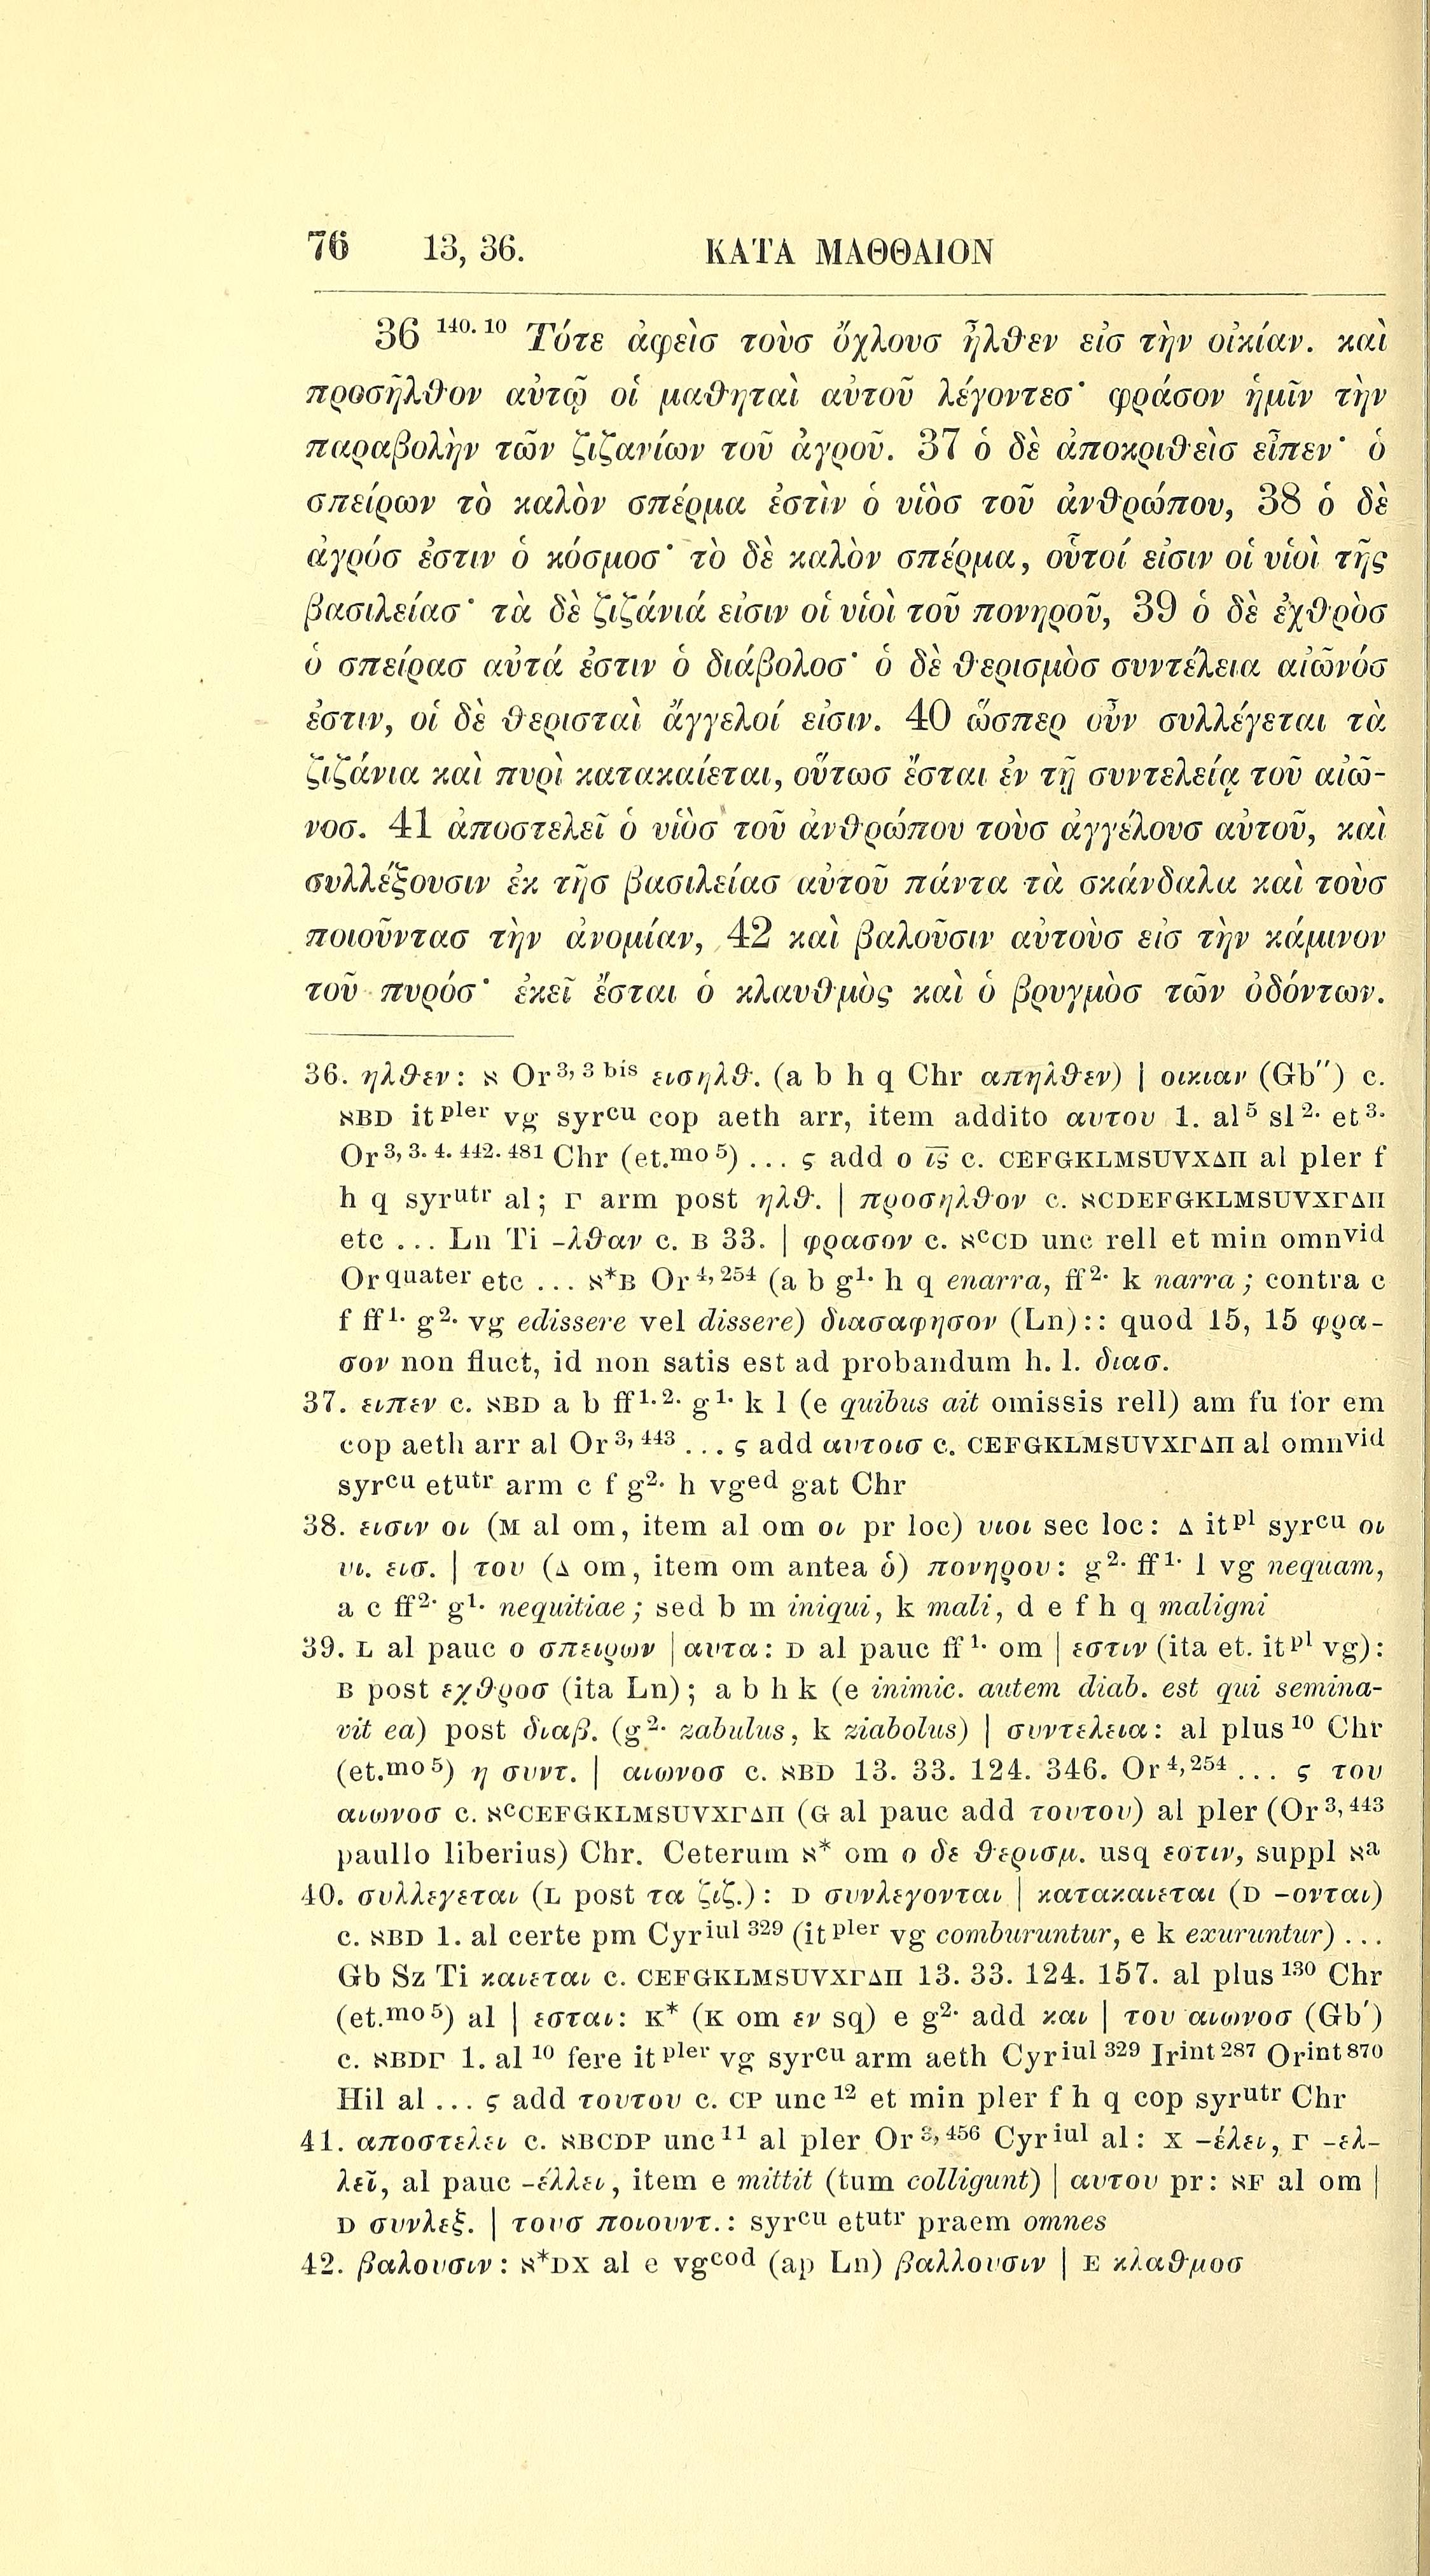 76 13, 36. ΚΑΤΑ ΜΑΘΘΑΙΟΝ
36 140. 10 Τότε ἀφεὶσ τοὺσ ὄχλουσ ἦλθεν εἰσ τὴν οἰκίαν. καὶ
προσῆλθον αὐτῷ οἱ μαθηταὶ αὐτοῦ λέγοντεσ· φράσον ἡμῖν τὴν
παραβολὴν τῶν ζιζανίων τοῦ ἀγροῦ. 37 ὁ δὲ ἀποκριθεὶσ εἶπεν· ὁ
σπείρων τὸ καλὸν σπέρμα ἐστὶν ὁ υἱὸσ τοῦ ἀνθρώπου, 38 ὁ δὲ
ἀγρόσ ἐστιν ὁ κόσμοσ· τὸ δὲ καλὸν σπέρμα, οὗτοί εἰσιν οἱ υἱοὶ τῆς
βασιλείασ· τὰ δὲ ζιζάνιά εἰσιν οἱ υἱοὶ τοῦ πονηροῦ, 39 ὁ δὲ ἐχθρὸσ
ὁ σπείρασ αὐτά ἐστιν ὁ διάβολοσ· ὁ δὲ θερισμὸσ συντέλεια αἰῶνόσ
ἐστιν, οἱ δὲ θερισταὶ ἄγγελοί εἰσιν. 40 ὥσπερ οὖν συλλέγεται τὰ
ζιζάνια καὶ πυρὶ κατακαίεται, οὕτωσ ἔσται ἐν τῇ συντελείᾳ τοῦ αἰῶ-
νοσ. 41 ἀποστελεῖ ὁ υἱὸσ τοῦ ἀνθρώπου τοὺσ ἀγγέλουσ αὐτοῦ, καὶ
συλλέξουσιν ἐκ τῆσ βασιλείασ αὐτοῦ πάντα τὰ σκάνδαλα καὶ τοὺσ
ποιοῦντασ τὴν ἀνομίαν, 42 καὶ βαλοῦσιν αὐτοὺσ εἰσ τὴν κάμινον
τοῦ πυρόσ· ἐκεῖ ἔσται ὁ κλαυθμὸς καὶ ὁ βρυγμὸσ τῶν ὀδόντων.
36. ηλθεν: א Or 3, 3 bis εισηλθ. (a b h q Chr απηλθεν) | οικιαν (Gb″) c.
אBD it pler vg syr cu cop aeth arr, item addito αυτου 1. al 5 sl 2. et 3.
Or 3, 3. 4. 442. 481 Chr (et.mo 5) ... ς add ο ι̅ς̅ c. CEFGKLMSUVXΔΠ al pler f
h q syr utr al; Γ arm post ηλθ. | προσηλθον c. אCDEFGKLMSUVXΓΔΠ
etc ... Ln Ti -λθαν c. B 33. | φρασον c. א c CD unc rell et min omn vid
Or quater etc ... א*B Or 4, 254 (a b g 1. h q enarra, ff 2. k narra; contra c
f ff 1. g 2. vg edissere vel dissere) διασαφησον (Ln):: quod 15, 15 φρα-
σον non fluct, id non satis est ad probandum h. l. διασ.
37. ειπεν c. אBD a b ff 1. 2. g 1. k l (e quibus ait omissis rell) am fu for em
cop aeth arr al Or 3, 443 ... ς add αυτοισ c. CEFGKLMSUVXΓΔΠ al omn vid
syr cu et utr arm c f g 2. h vg ed gat Chr
38. εισιν οι (M al om, item al om οι pr loc) υιοι sec loc: Δ it pl syr cu οι
υι. εισ. | του (Δ om, item om antea ὁ) πονηρου: g 2. ff 1. l vg nequam,
a c ff 2. g 1. nequitiae; sed b m iniqui, k mali, d e f h q maligni
39. L al pauc ο σπειρων | αυτα: D al pauc ff 1. om | εστιν (ita et. it pl vg):
B post εχθροσ (ita Ln); a b h k (e inimic. autem diab. est qui semina-
vit ea) post διαβ. (g 2. zabulus, k ziabolus) | συντελεια: al plus 10 Chr
(et.mo 5) η συντ. | αιωνοσ c. אBD 13. 33. 124. 346. Or 4, 254 ... ς του
αιωνοσ c. א c CEFGKLMSUVXΓΔΠ (G al pauc add τουτου) al pler (Or 3, 443
paullo liberius) Chr. Ceterum א* om ο δε θερισμ. usq εστιν, suppl א a
40. συλλεγεται (L post τα ζιζ.): D συνλεγονται | κατακαιεται (D -ονται)
c. אBD 1. al certe pm Cyr iul 329 (it pler vg comburuntur, e k exuruntur) ...
Gb Sz Ti καιεται c. CEFGKLMSUVXΓΔΠ 13. 33. 124. 157. al plus 130 Chr
(et.mo 5) al | εσται: K* (K om εν sq) e g 2. add και | του αιωνοσ (Gb′)
c. אBDΓ 1. al 10 fere it pler vg syr cu arm aeth Cyr iul 329 Ir int 287 Or int 870
Hil al ... ς add τουτου c. CP unc 12 et min pler f h q cop syr utr Chr
41. αποστελει c. אBCDP unc 11 al pler Or 3, 456 Cyr iul al: X -έλει, Γ -ελ-
λεῖ, al pauc -έλλει, item e mittit (tum colligunt) | αυτου pr: אF al om |
D συνλεξ. | τουσ ποιουντ.: syr cu et utr praem omnes
42. βαλουσιν: א*DX al e vg cod (ap Ln) βαλλουσιν | E κλαθμοσ